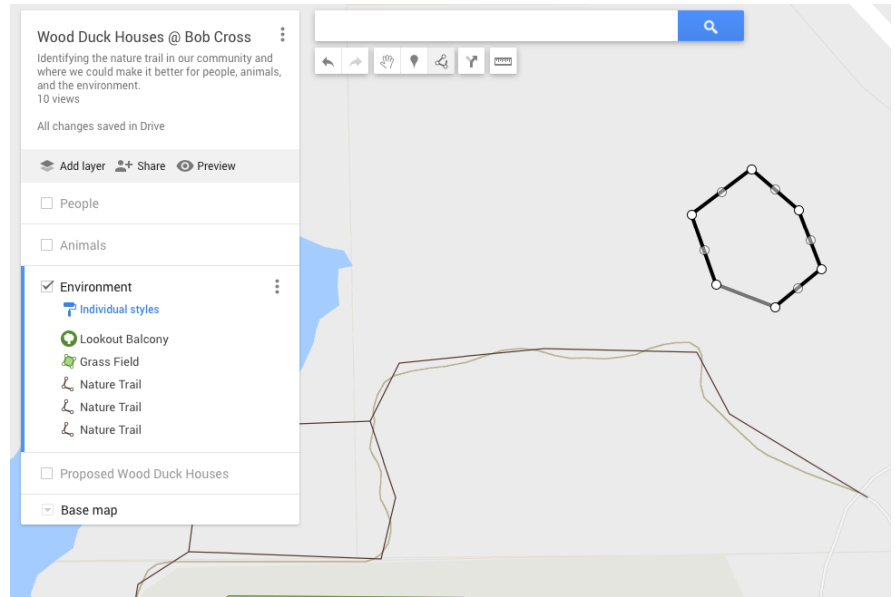 Wood Duck Houses @ Bob Cross
Identifying the nature trail in our community and
where we could make it better for people, animals,
and the environment.
10 views
All changes saved in Drive
Add layer Share Preview
People
Animals
Environment
Individual styles
Lookout Balcony
Grass Field
Nature Trail
Nature Trail
Nature Trail
Proposed Wood Duck Houses
Base map